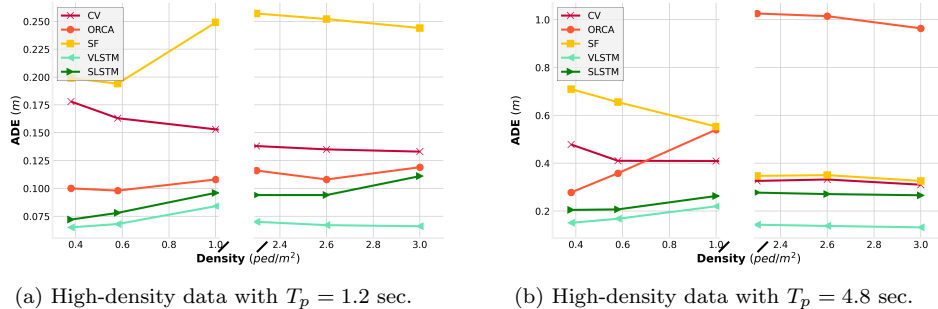 CV
ORCA
SF
VLSTM
SLSTM
ADE (m)
0.250
0.225
0.200
0.175
0.150
0.125
0.100
0.075
0.4 0.6 0.8 1.0 2.4 2.6 2.8 3.0
Density (ped/m²)
(a) High-density data with Tp = 1.2 sec.
CV
ORCA
SF
VLSTM
SLSTM
ADE (m)
1.0
0.8
0.6
0.4
0.2
0.4 0.6 0.8 1.0 2.4 2.6 2.8 3.0
Density (ped/m²)
(b) High-density data with Tp = 4.8 sec.